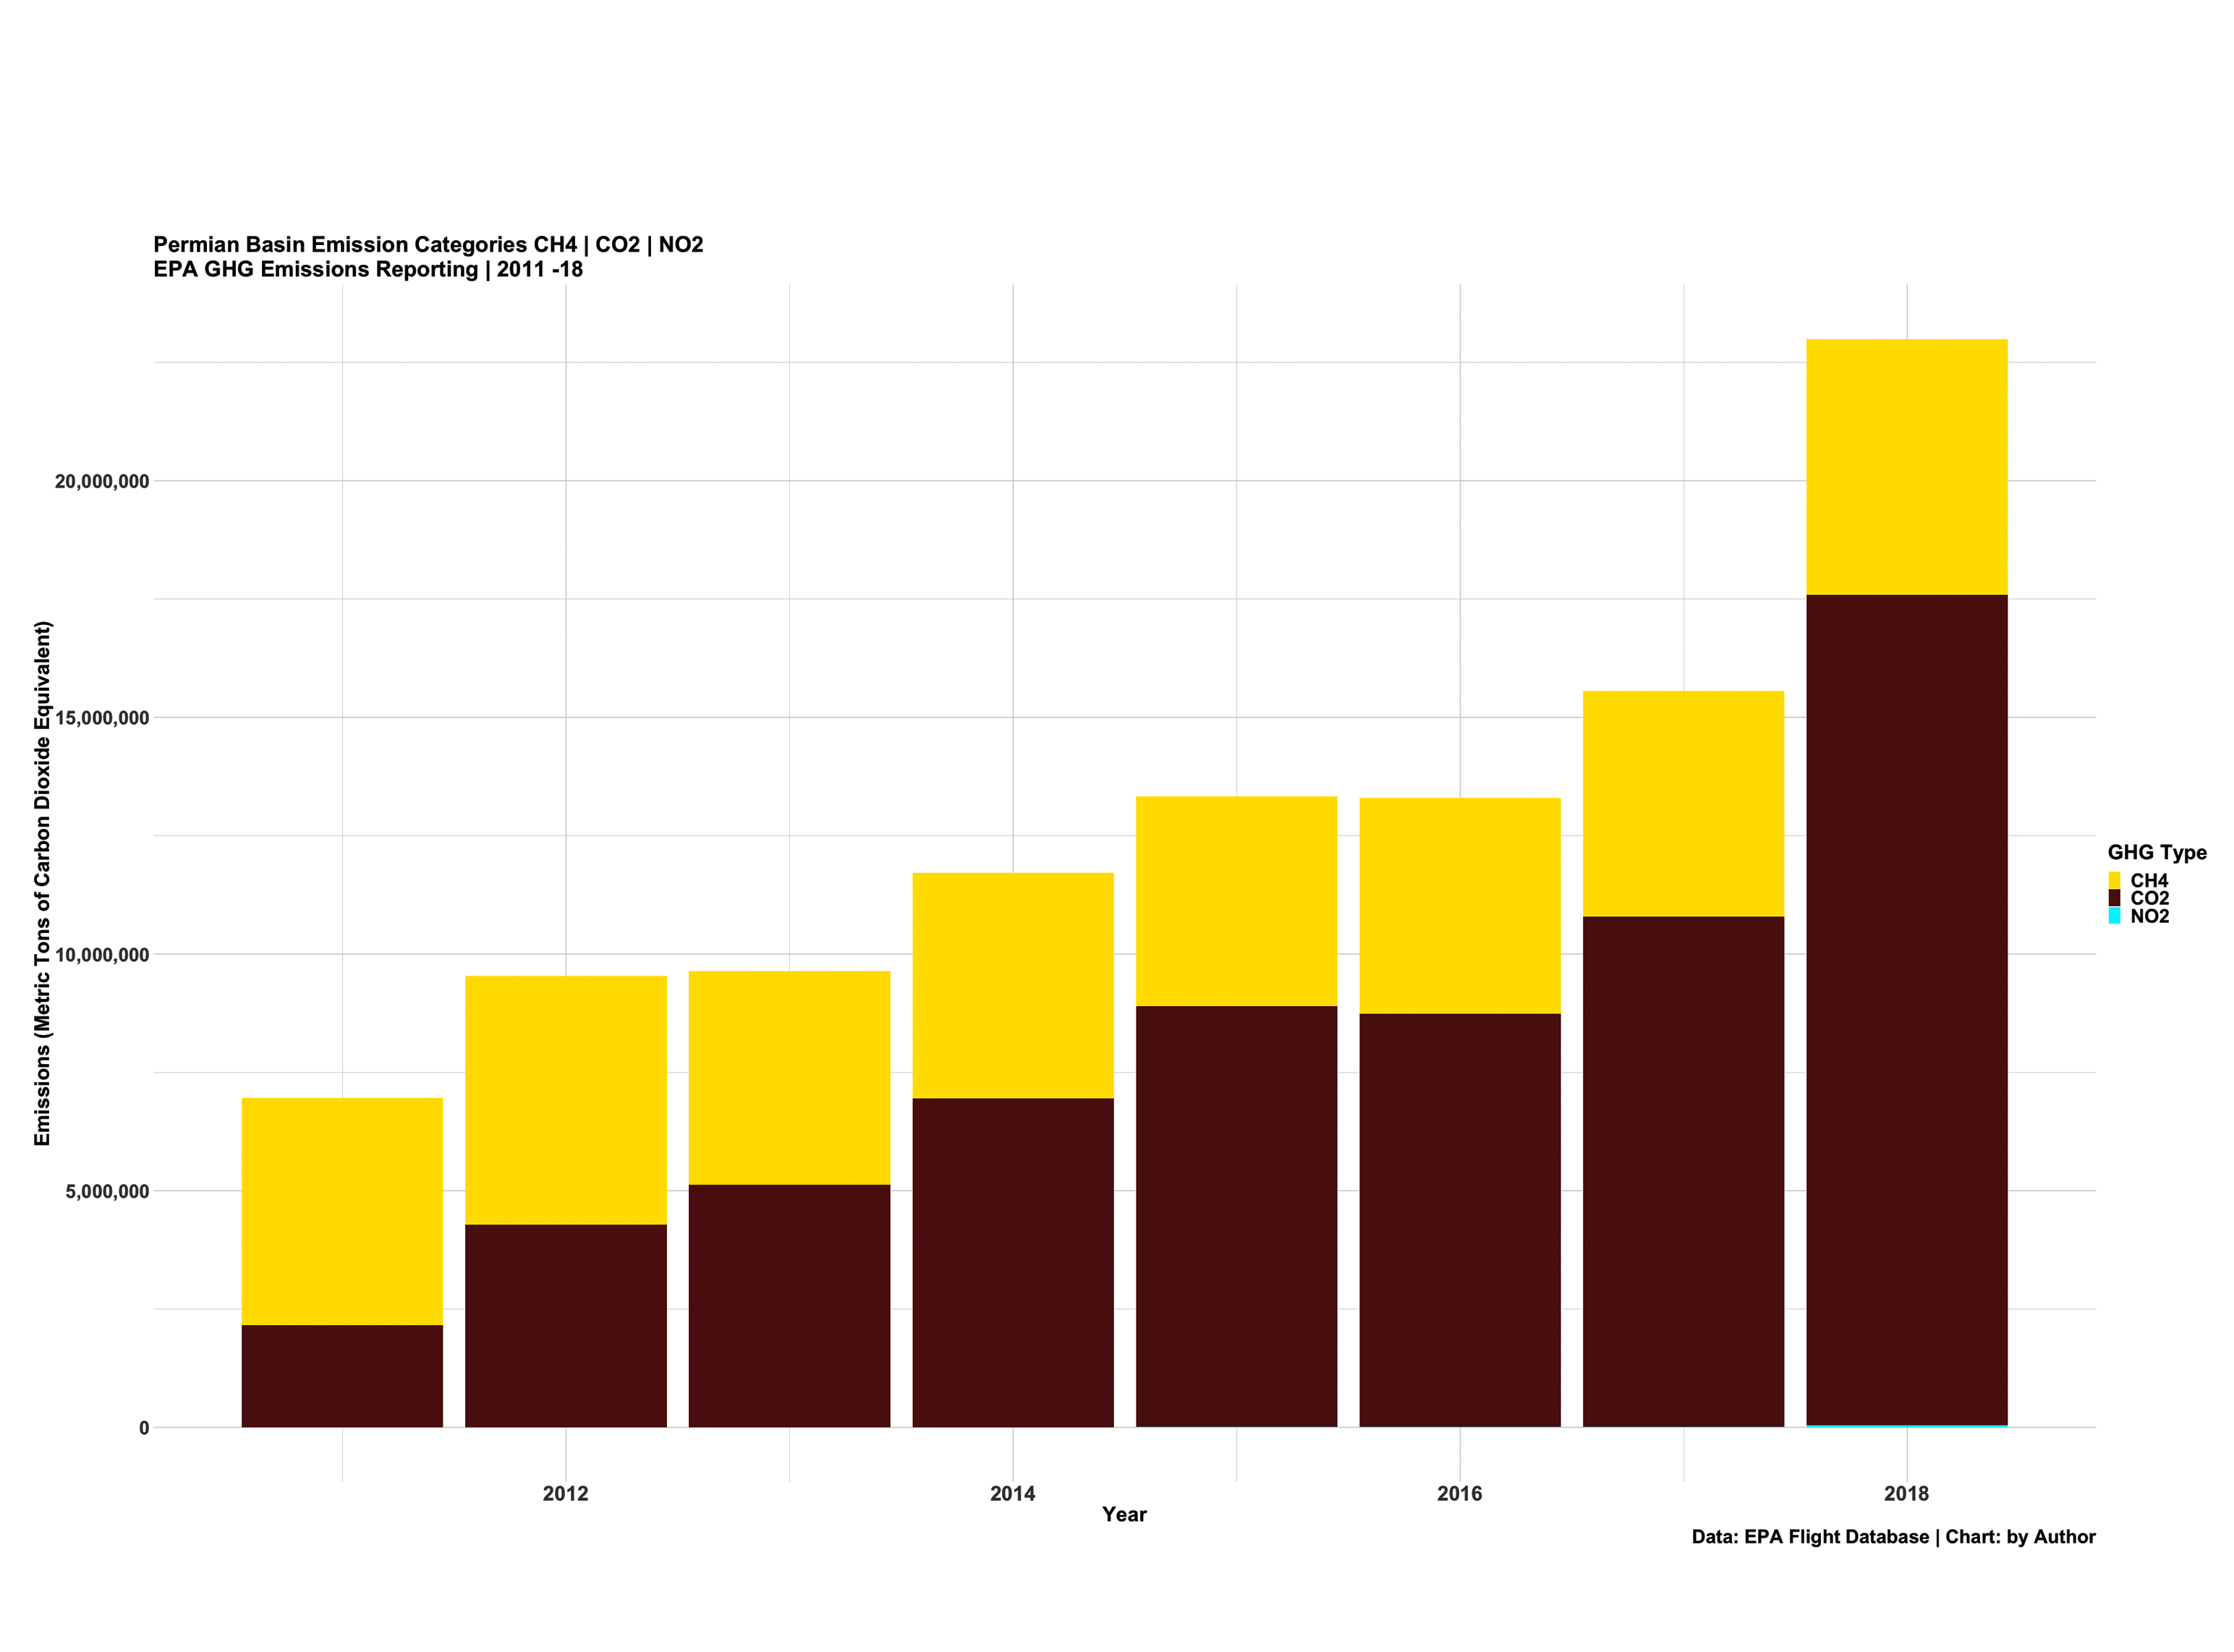 Permian Basin Emission Categories CH4 | CO2 | NO2
EPA GHG Emissions Reporting | 2011 -18
Emissions (Metric Tons of Carbon Dioxide Equivalent)
20,000,000
15,000,000
10,000,000
5,000,000
0
2012
2014
2016
2018
Year
GHG Type
CH4
CO2
NO2
Data: EPA Flight Database | Chart: by Author